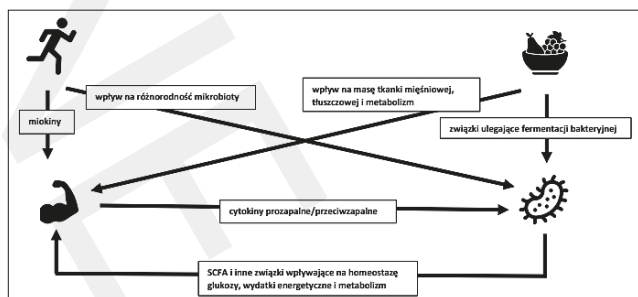 wpływ na różnorodność mikrobioty
wpływ na masę tkanki mięśniowej,
tłuszczowej i metabolizm
miokiny
związki ulegające fermentacji bakteryjnej
cytokiny prozapalne/przeciwzapalne
SCFA i inne związki wpływające na homeostazę
glukozy, wydatki energetyczne i metabolizm